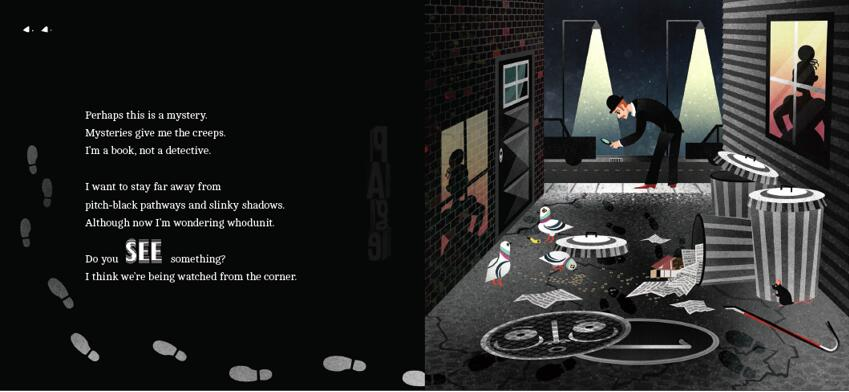 Perhaps this is a mystery.
Mysteries give me the creeps.
I'm a book, not a detective.
I want to stay far away from
pitch-black pathways and slinky shadows.
Although now I'm wondering whodunit.
Do you SEE something?
I think we're being watched from the corner.